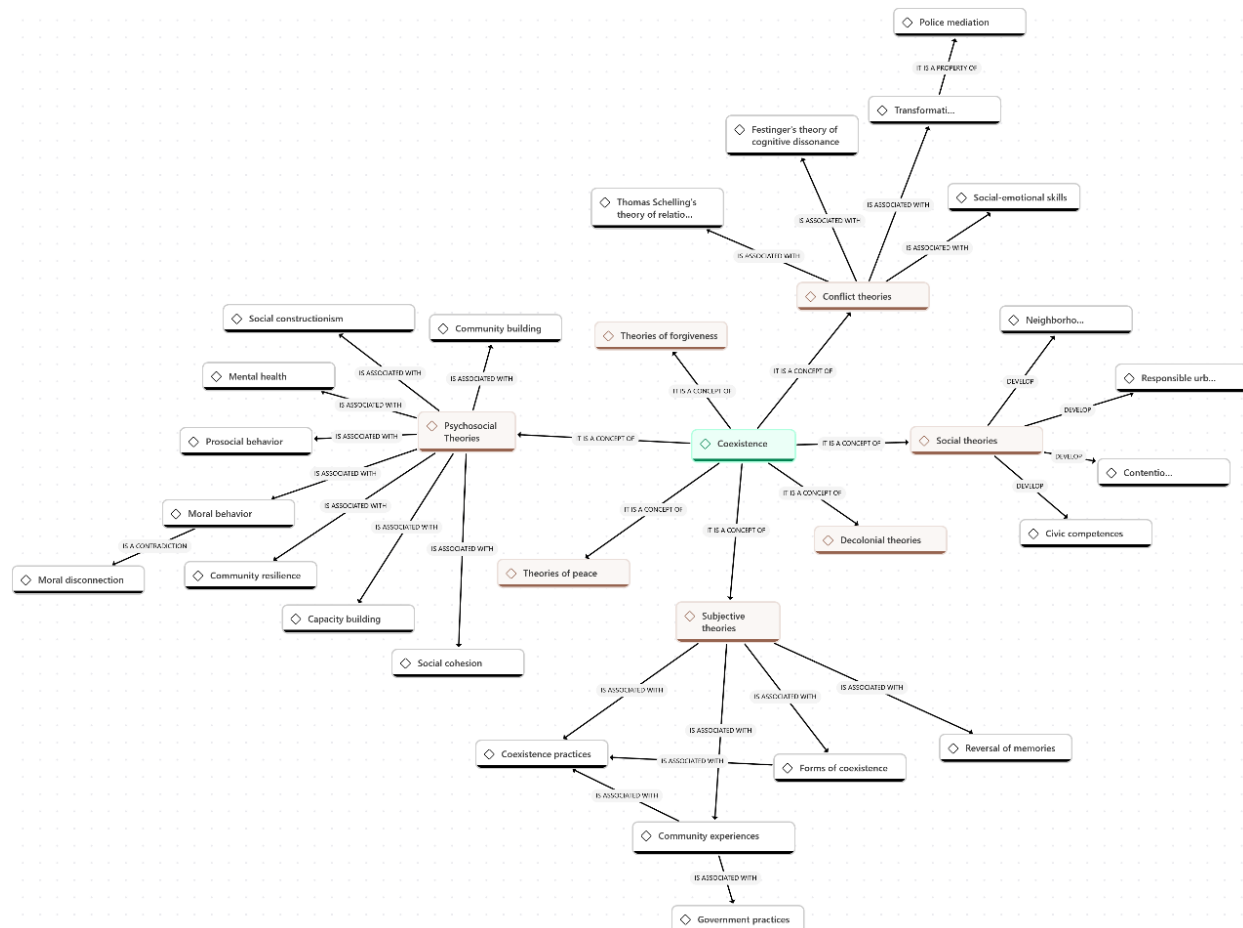 Police mediation
IT IS A PROPERTY OF
Transformati...
Festinger's theory of
cognitive dissonance
Thomas Schelling's
theory of relatio...
Social-emotional skills
IS ASSOCIATED WITH
IS ASSOCIATED WITH
IS ASSOCIATED WITH
IS ASSOCIATED WITH
Conflict theories
Social constructionism
Community building
Theories of forgiveness
Neighborho...
IS ASSOCIATED WITH
IS ASSOCIATED WITH
Mental health
IT IS A CONCEPT OF
IT IS A CONCEPT OF
DEVELOP
Responsible urb...
IS ASSOCIATED WITH
DEVELOP
Psychosocial
Theories
Prosocial behavior
IS ASSOCIATED WITH
IT IS A CONCEPT OF
Coexistence
IT IS A CONCEPT OF
Social theories
DEVELOP
Contentio...
IS ASSOCIATED WITH
DEVELOP
IT IS A CONCEPT OF
Moral behavior
IS ASSOCIATED WITH
IT IS A CONCEPT OF
IS ASSOCIATED WITH
IT IS A CONCEPT OF
Civic competences
IS A CONTRADICTION
IS ASSOCIATED WITH
Decolonial theories
Moral disconnection
Community resilience
Theories of peace
Capacity building
Subjective
theories
Social cohesion
IS ASSOCIATED WITH
IS ASSOCIATED WITH
IS ASSOCIATED WITH
IS ASSOCIATED WITH
Coexistence practices
Reversal of memories
IS ASSOCIATED WITH
Forms of coexistence
IS ASSOCIATED WITH
Community experiences
IS ASSOCIATED WITH
Government practices